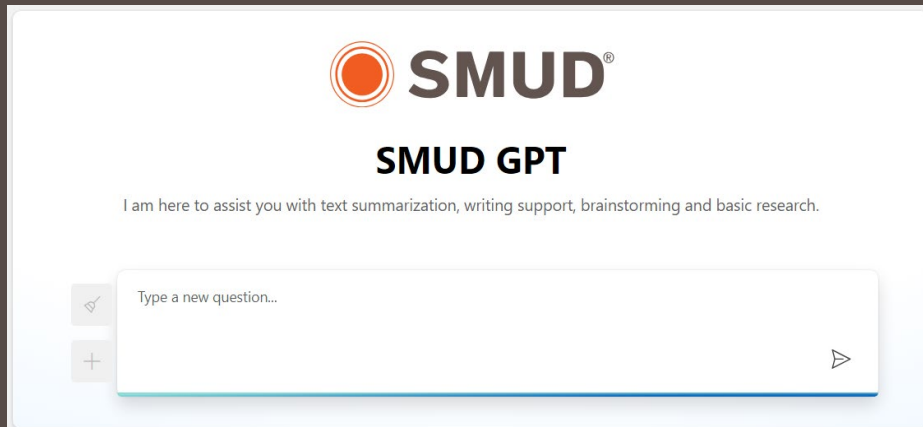 SMUD®
SMUD GPT
I am here to assist you with text summarization, writing support, brainstorming and basic research.
Type a new question...